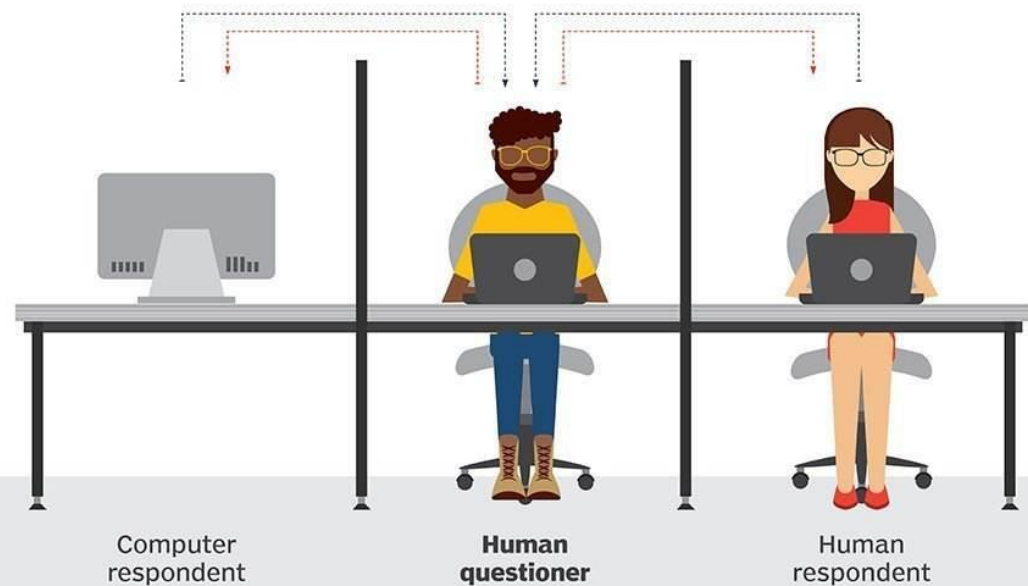 Computer
respondent
Human
questioner
Human
respondent